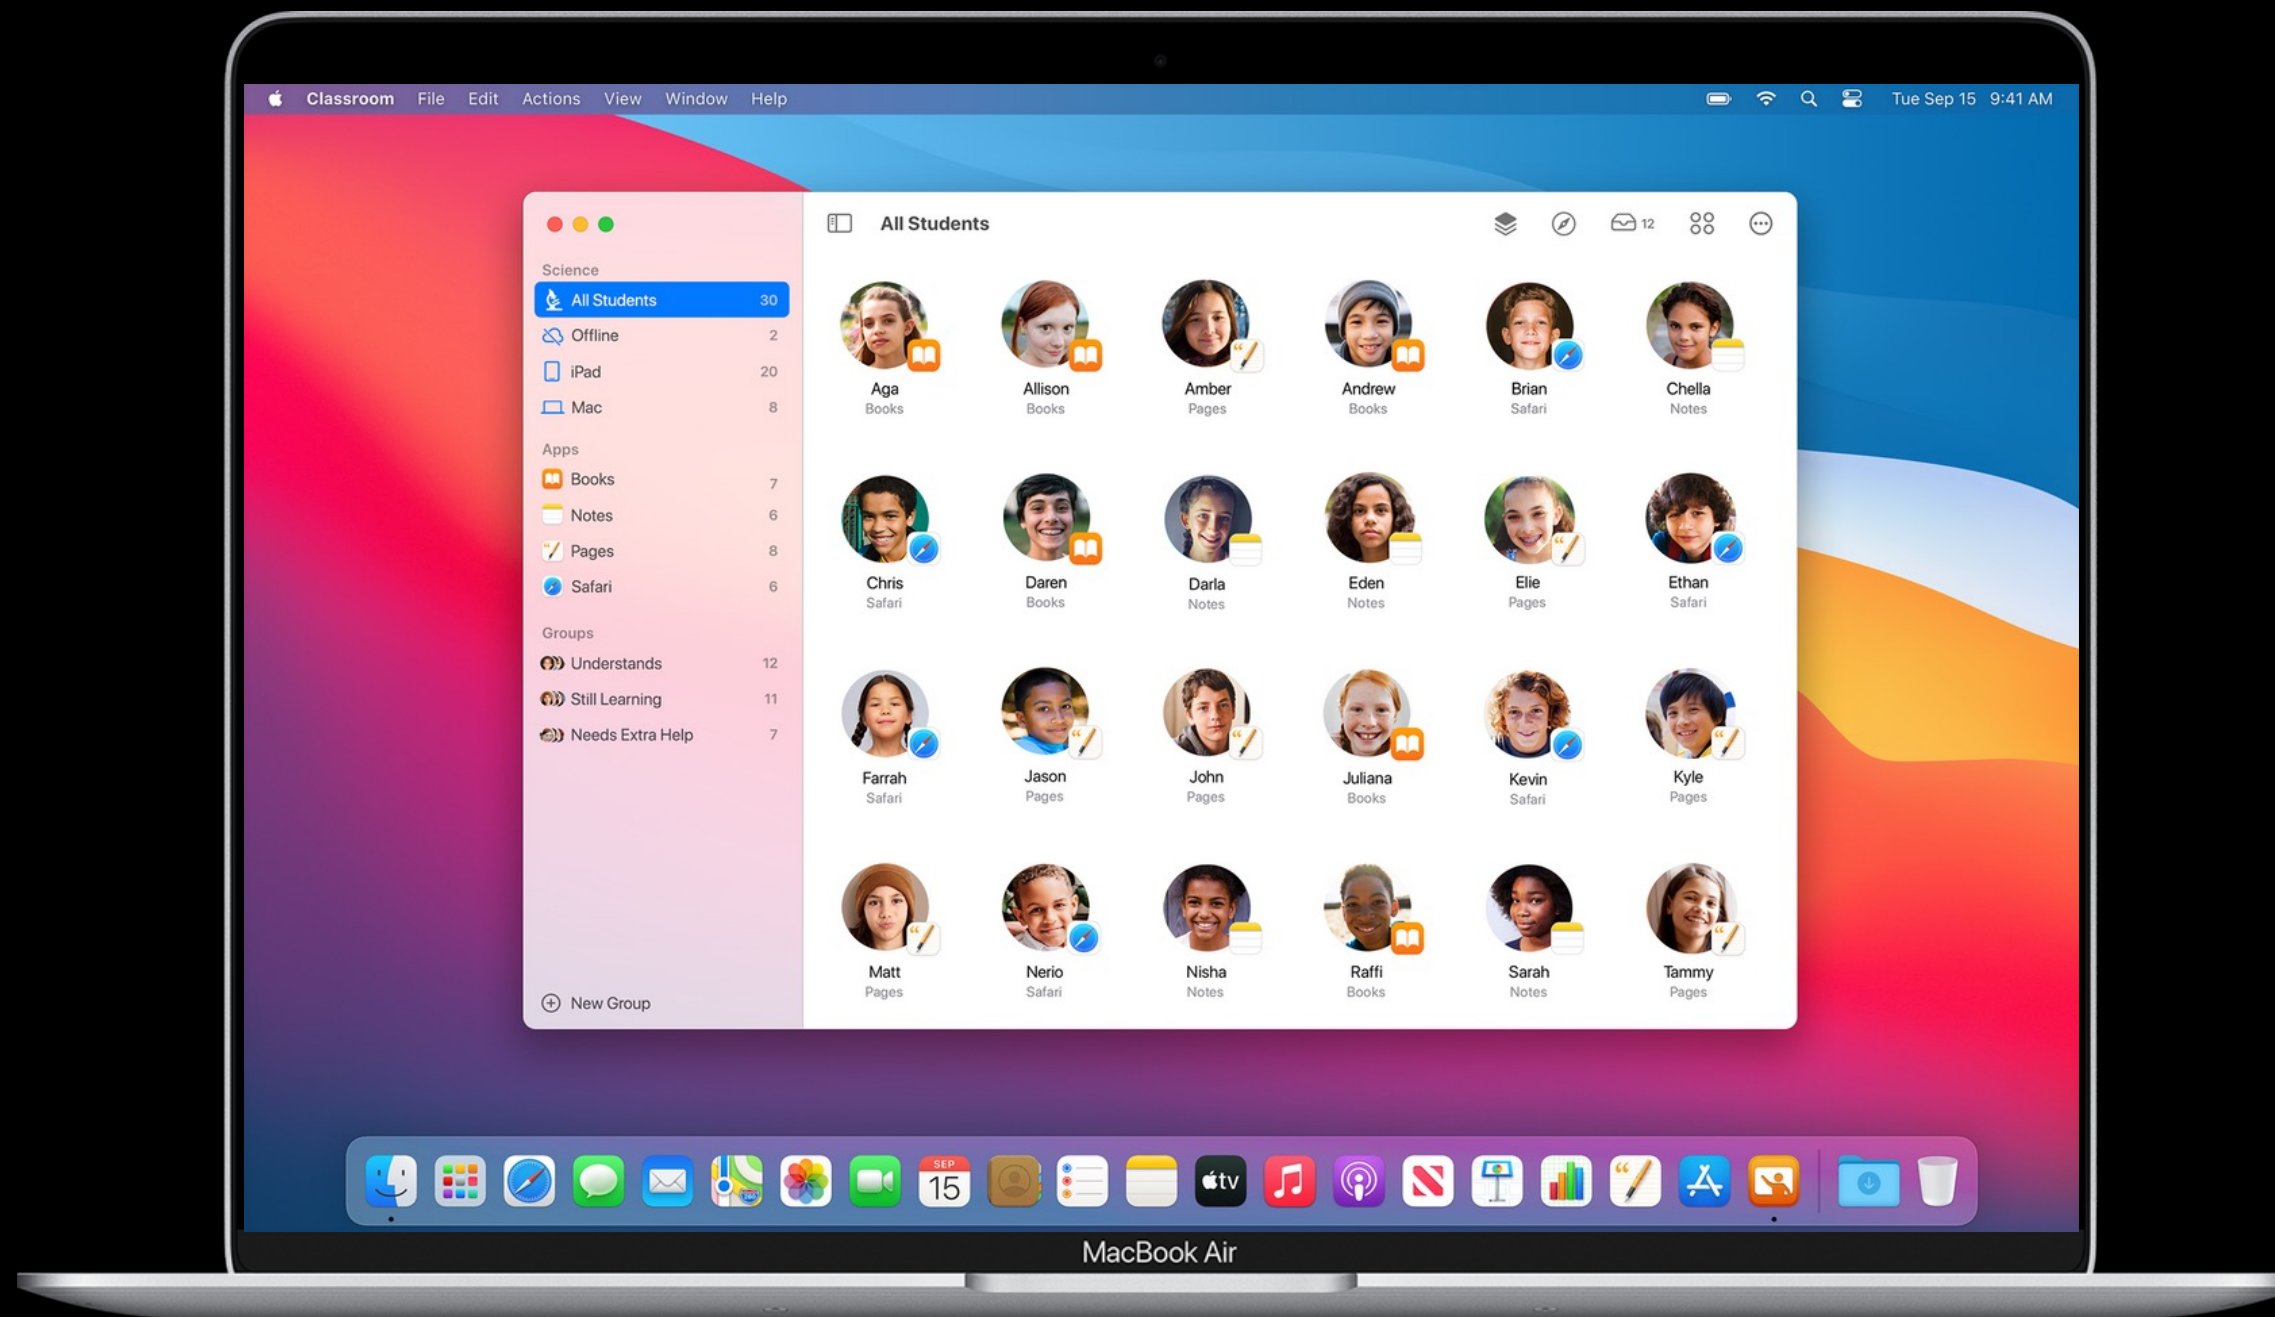 Classroom File Edit Actions View Window Help Tue Sep 15 9:41 AM
All Students 12
Science
All Students 30
Offline 2
iPad 20
Mac 8
Apps
Books 7
Notes 6
Pages 8
Safari 6
Groups
Understands 12
Still Learning 11
Needs Extra Help 7
New Group
Aga Allison Amber Andrew Brian Chella
Books Books Pages Books Safari Notes
Chris Daren Darla Eden Elie Ethan
Safari Books Notes Notes Pages Safari
Farrah Jason John Juliana Kevin Kyle
Safari Pages Pages Books Safari Pages
Matt Nerio Nisha Raffi Sarah Tammy
Pages Safari Notes Books Notes Pages
SEP
15
tv
MacBook Air